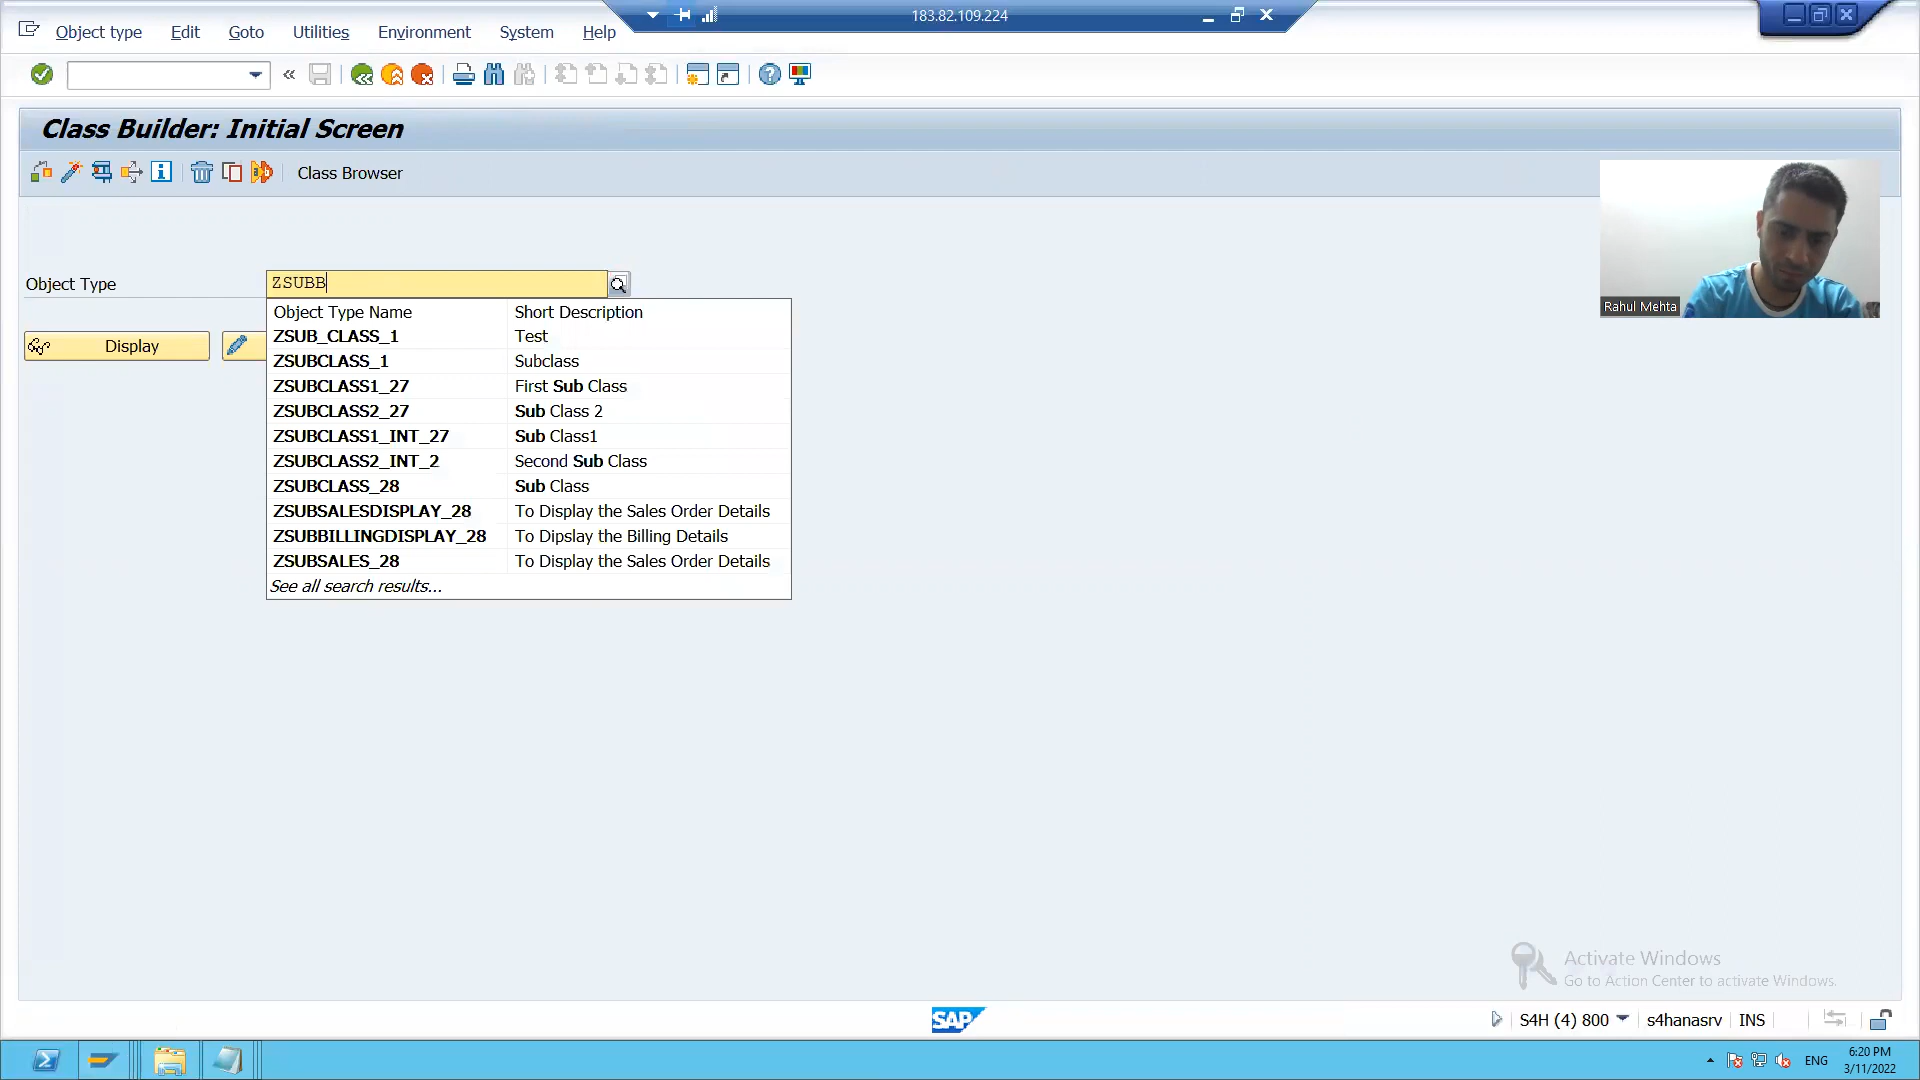 183.82.109.224
Object type Edit Goto Utilities Environment System Help
Class Builder: Initial Screen
Class Browser
Rahul Mehta
Object Type ZSUBB
Object Type Name Short Description
ZSUB_CLASS_1 Test
Display
ZSUBCLASS_1 Subclass
ZSUBCLASS1_27 First Sub Class
ZSUBCLASS2_27 Sub Class 2
ZSUBCLASS1_INT_27 Sub Class1
ZSUBCLASS2_INT_2 Second Sub Class
ZSUBCLASS_28 Sub Class
ZSUBSALESDISPLAY_28 To Display the Sales Order Details
ZSUBBILLINGDISPLAY_28 To Dipslay the Billing Details
ZSUBSALES_28 To Display the Sales Order Details
See all search results...
Activate Windows
Go to Action Center to activate Windows.
SAP
S4H (4) 800 s4hanasrv INS
ENG
6:20 PM
3/11/2022